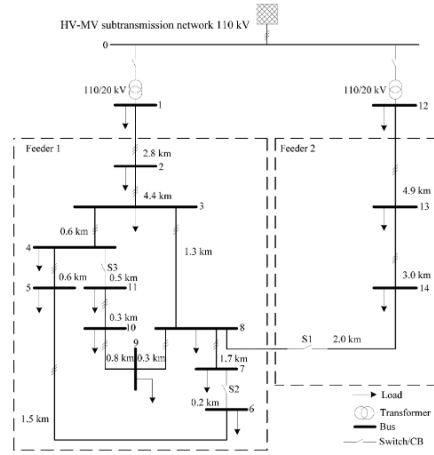 HV-MV subtransmission network 110 kV
0
110/20 kV
110/20 kV
1
12
Feeder 1
Feeder 2
2.8 km
2
4.9 km
4.4 km
3
13
0.6 km
1.3 km
4
S3
3.0 km
0.6 km
0.5 km
5
11
14
0.3 km
10
8
S1
2.0 km
9
0.8 km
0.3 km
1.7 km
7
S2
0.2 km
6
1.5 km
Load
Transformer
Bus
Switch/CB